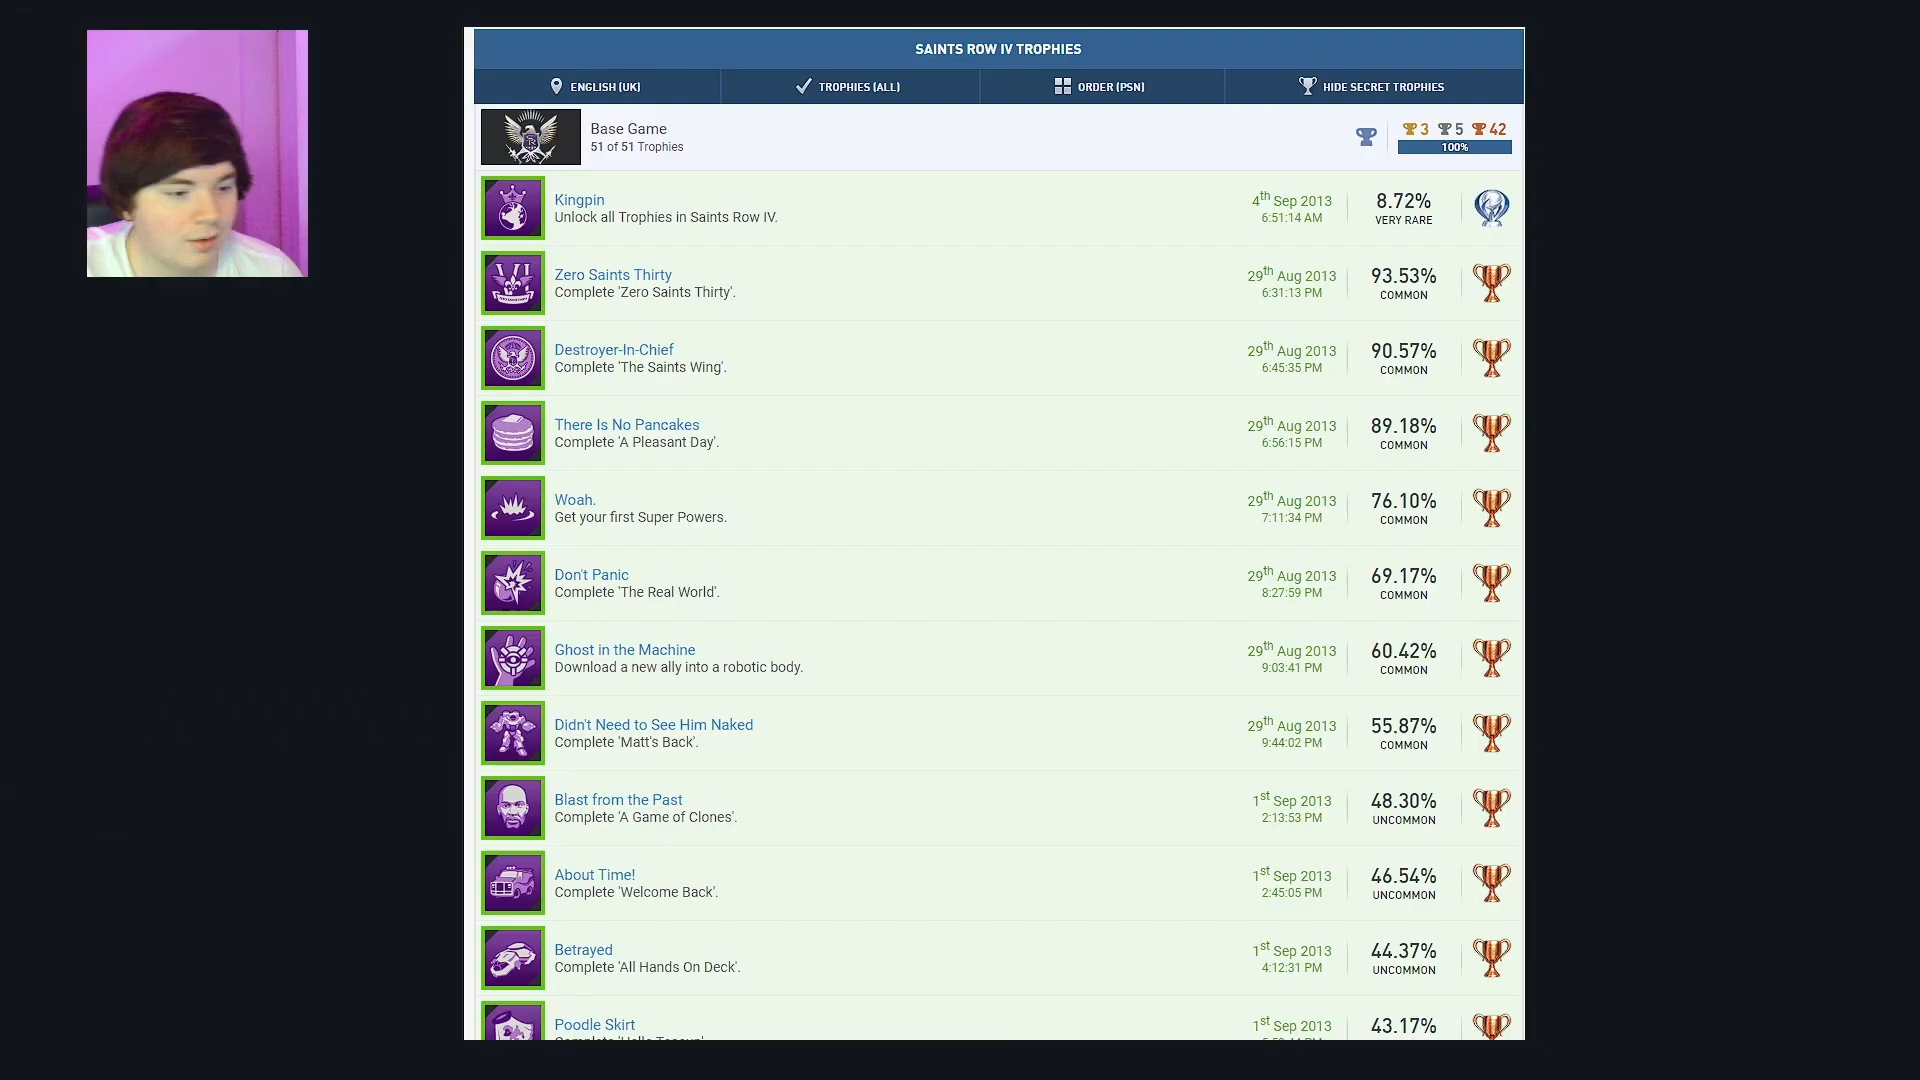 SAINTS ROW IV TROPHIES
ENGLISH (UK) TROPHIES (ALL) ORDER (PSN) HIDE SECRET TROPHIES
Base Game
51 of 51 Trophies
3 5 42
100%
Kingpin
Unlock all Trophies in Saints Row IV.
4th Sep 2013
6:51:14 AM
8.72%
VERY RARE
Zero Saints Thirty
Complete 'Zero Saints Thirty'.
29th Aug 2013
6:31:13 PM
93.53%
COMMON
Destroyer-In-Chief
Complete 'The Saints Wing'.
29th Aug 2013
6:45:35 PM
90.57%
COMMON
There Is No Pancakes
Complete 'A Pleasant Day'.
29th Aug 2013
6:56:15 PM
89.18%
COMMON
Woah.
Get your first Super Powers.
29th Aug 2013
7:11:34 PM
76.10%
COMMON
Don't Panic
Complete 'The Real World'.
29th Aug 2013
8:27:59 PM
69.17%
COMMON
Ghost in the Machine
Download a new ally into a robotic body.
29th Aug 2013
9:03:41 PM
60.42%
COMMON
Didn't Need to See Him Naked
Complete 'Matt's Back'.
29th Aug 2013
9:44:02 PM
55.87%
COMMON
Blast from the Past
Complete 'A Game of Clones'.
1st Sep 2013
2:13:53 PM
48.30%
UNCOMMON
About Time!
Complete 'Welcome Back'.
1st Sep 2013
2:45:05 PM
46.54%
UNCOMMON
Betrayed
Complete 'All Hands On Deck'.
1st Sep 2013
4:12:31 PM
44.37%
UNCOMMON
Poodle Skirt
1st Sep 2013
43.17%